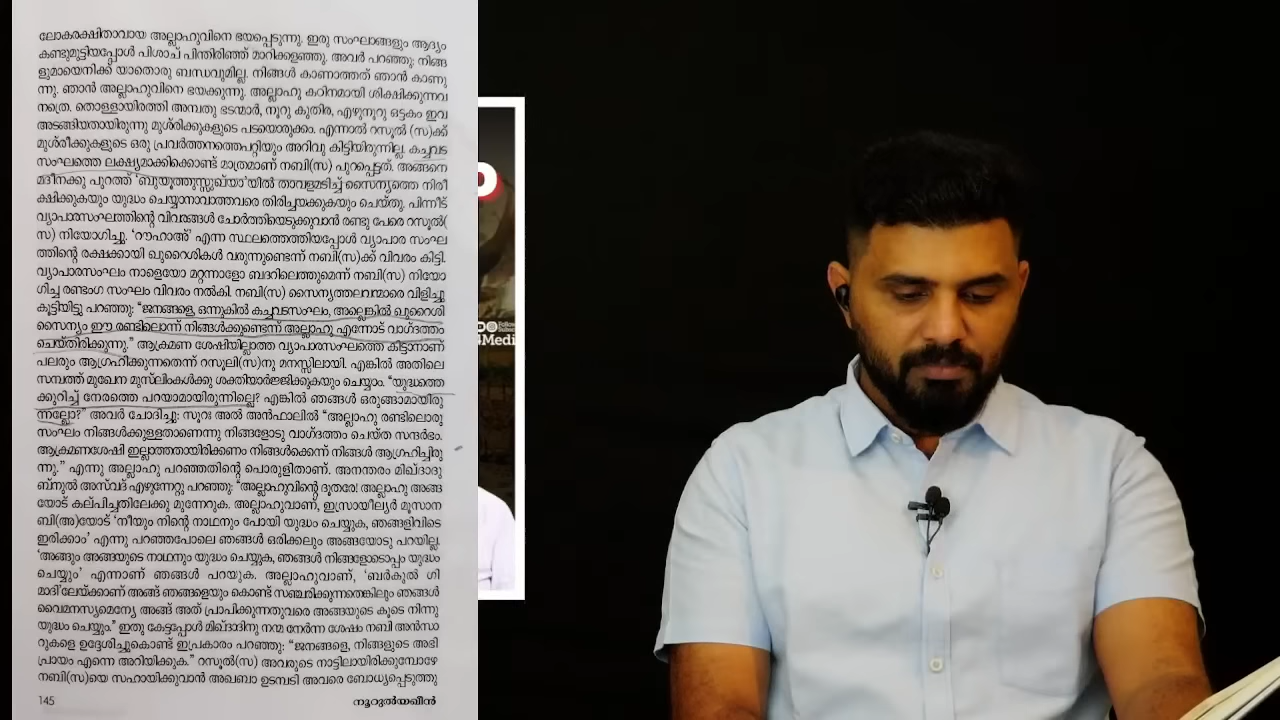 ലോകരക്ഷിതാവായ അല്ലാഹുവിനെ ഭയപ്പെടുന്നു. ഇരു സംഘാങ്ങളും ആദ്യം
കണ്ടുമുട്ടിയപ്പോൾ പിശാച് പിന്തിരിഞ്ഞ് മാറിക്കളഞ്ഞു. അവർ പറഞ്ഞു: നിങ്ങ
ളുമായെനിക്ക് യാതൊരു ബന്ധവുമില്ല. നിങ്ങൾ കാണാത്തത് ഞാൻ കാണു
ന്നു. ഞാൻ അല്ലാഹുവിനെ ഭയക്കുന്നു. അല്ലാഹു കഠിനമായി ശിക്ഷിക്കുന്നവ
നത്രെ. തൊള്ളായിരത്തി അമ്പതു ഭടന്മാർ, നൂറു കുതിര, എഴുനൂറു ഒട്ടകം ഇവ
അടങ്ങിയതായിരുന്നു മുശ്‌രിക്കുകളുടെ പടയൊരുക്കം. എന്നാൽ റസൂൽ (സ)ക്ക്
മുശ്‌രീക്കുകളുടെ ഒരു പ്രവർത്തനത്തെപറ്റിയും അറിവു കിട്ടിയിരുന്നില്ല. കച്ചവട
സംഘത്തെ ലക്ഷ്യമാക്കിക്കൊണ്ട് മാത്രമാണ് നബി(സ) പുറപ്പെട്ടത്. അങ്ങനെ
മദീനക്കു പുറത്ത് 'ബുയൂത്തുസ്സുഖ്‌യാ'യിൽ താവളമടിച്ച് സൈന്യത്തെ നിരീ
ക്ഷിക്കുകയും യുദ്ധം ചെയ്യാനാവാത്തവരെ തിരിച്ചയക്കുകയും ചെയ്തു. പിന്നീട്
വ്യാപാരസംഘത്തിന്റെ വിവരങ്ങൾ ചോർത്തിയെടുക്കുവാൻ രണ്ടു പേരെ റസൂൽ(
സ) നിയോഗിച്ചു. 'റൗഹാഅ്' എന്ന സ്ഥലത്തെത്തിയപ്പോൾ വ്യാപാര സംഘ
ത്തിന്റെ രക്ഷക്കായി ഖുറൈശികൾ വരുന്നുണ്ടെന്ന് നബി(സ)ക്ക് വിവരം കിട്ടി.
വ്യാപാരസംഘം നാളെയോ മറ്റന്നാളോ ബദറിലെത്തുമെന്ന് നബി(സ) നിയോ
ഗിച്ച രണ്ടംഗ സംഘം വിവരം നൽകി. നബി(സ) സൈന്യത്തലവന്മാരെ വിളിച്ചു
കൂട്ടിയിട്ടു പറഞ്ഞു: "ജനങ്ങളെ, ഒന്നുകിൽ കച്ചവടസംഘം, അല്ലെങ്കിൽ ഖുറൈശി
സൈന്യം ഈ രണ്ടിലൊന്ന് നിങ്ങൾക്കുണ്ടെന്ന് അല്ലാഹു എന്നോട് വാഗ്ദത്തം
ചെയ്തിരിക്കുന്നു." ആക്രമണ ശേഷിയില്ലാത്ത വ്യാപാരസംഘത്തെ കിട്ടാനാണ്
പലരും ആഗ്രഹിക്കുന്നതെന്ന് റസൂലി(സ)നു മനസ്സിലായി. എങ്കിൽ അതിലെ
സമ്പത്ത് മുഖേന മുസ്‌ലിംകൾക്കു ശക്തിയാർജ്ജിക്കുകയും ചെയ്യാം. "യുദ്ധത്തെ
ക്കുറിച്ച് നേരത്തെ പറയാമായിരുന്നില്ലെ? എങ്കിൽ ഞങ്ങൾ ഒരുങ്ങാമായിരു
ന്നല്ലോ?" അവർ ചോദിച്ചു: സൂറഃ അൽ അൻഫാലിൽ "അല്ലാഹു രണ്ടിലൊരു
സംഘം നിങ്ങൾക്കുള്ളതാണെന്നു നിങ്ങളോടു വാഗ്ദത്തം ചെയ്ത സന്ദർഭം.
ആക്രമണശേഷി ഇല്ലാത്തതായിരിക്കണം നിങ്ങൾക്കെന്ന് നിങ്ങൾ ആഗ്രഹിച്ചിരു
ന്നു." എന്നു അല്ലാഹു പറഞ്ഞതിന്റെ പൊരുളിതാണ്. അനന്തരം മിഖ്ദാദു
ബ്നുൽ അസ്‌വദ് എഴുന്നേറ്റു പറഞ്ഞു: "അല്ലാഹുവിന്റെ ദൂതരേ! അല്ലാഹു അങ്ങ
യോട് കല്പിച്ചതിലേക്കു മുന്നേറുക. അല്ലാഹുവാണ്, ഇസ്രായീല്യർ മൂസാന
ബി(അ)യോട് 'നീയും നിന്റെ നാഥനും പോയി യുദ്ധം ചെയ്യുക, ഞങ്ങളിവിടെ
ഇരിക്കാം' എന്നു പറഞ്ഞപോലെ ഞങ്ങൾ ഒരിക്കലും അങ്ങയോടു പറയില്ല.
'അങ്ങും അങ്ങയുടെ നാഥനും യുദ്ധം ചെയ്യുക, ഞങ്ങൾ നിങ്ങളോടൊപ്പം യുദ്ധം
ചെയ്യും' എന്നാണ് ഞങ്ങൾ പറയുക. അല്ലാഹുവാണ്, 'ബർകുൽ ഗി
മാദി'ലേയ്ക്കാണ് അങ്ങ് ഞങ്ങളെയും കൊണ്ട് സഞ്ചരിക്കുന്നതെങ്കിലും ഞങ്ങൾ
വൈമനസ്യമെന്യേ അങ്ങ് അത് പ്രാപിക്കുന്നതുവരെ അങ്ങയുടെ കൂടെ നിന്നു
യുദ്ധം ചെയ്യും." ഇതു കേട്ടപ്പോൾ മിഖ്ദാദിനു നന്മ നേർന്ന ശേഷം നബി അൻസാ
റുകളെ ഉദ്ദേശിച്ചുകൊണ്ട് ഇപ്രകാരം പറഞ്ഞു: "ജനങ്ങളെ, നിങ്ങളുടെ അഭി
പ്രായം എന്നെ അറിയിക്കുക." റസൂൽ(സ) അവരുടെ നാട്ടിലായിരിക്കുമ്പോഴേ
നബി(സ)യെ സഹായിക്കുവാൻ അഖബാ ഉടമ്പടി അവരെ ബോധ്യപ്പെടുത്തു
145 നൂറുൽയഖീൻ
4Medi